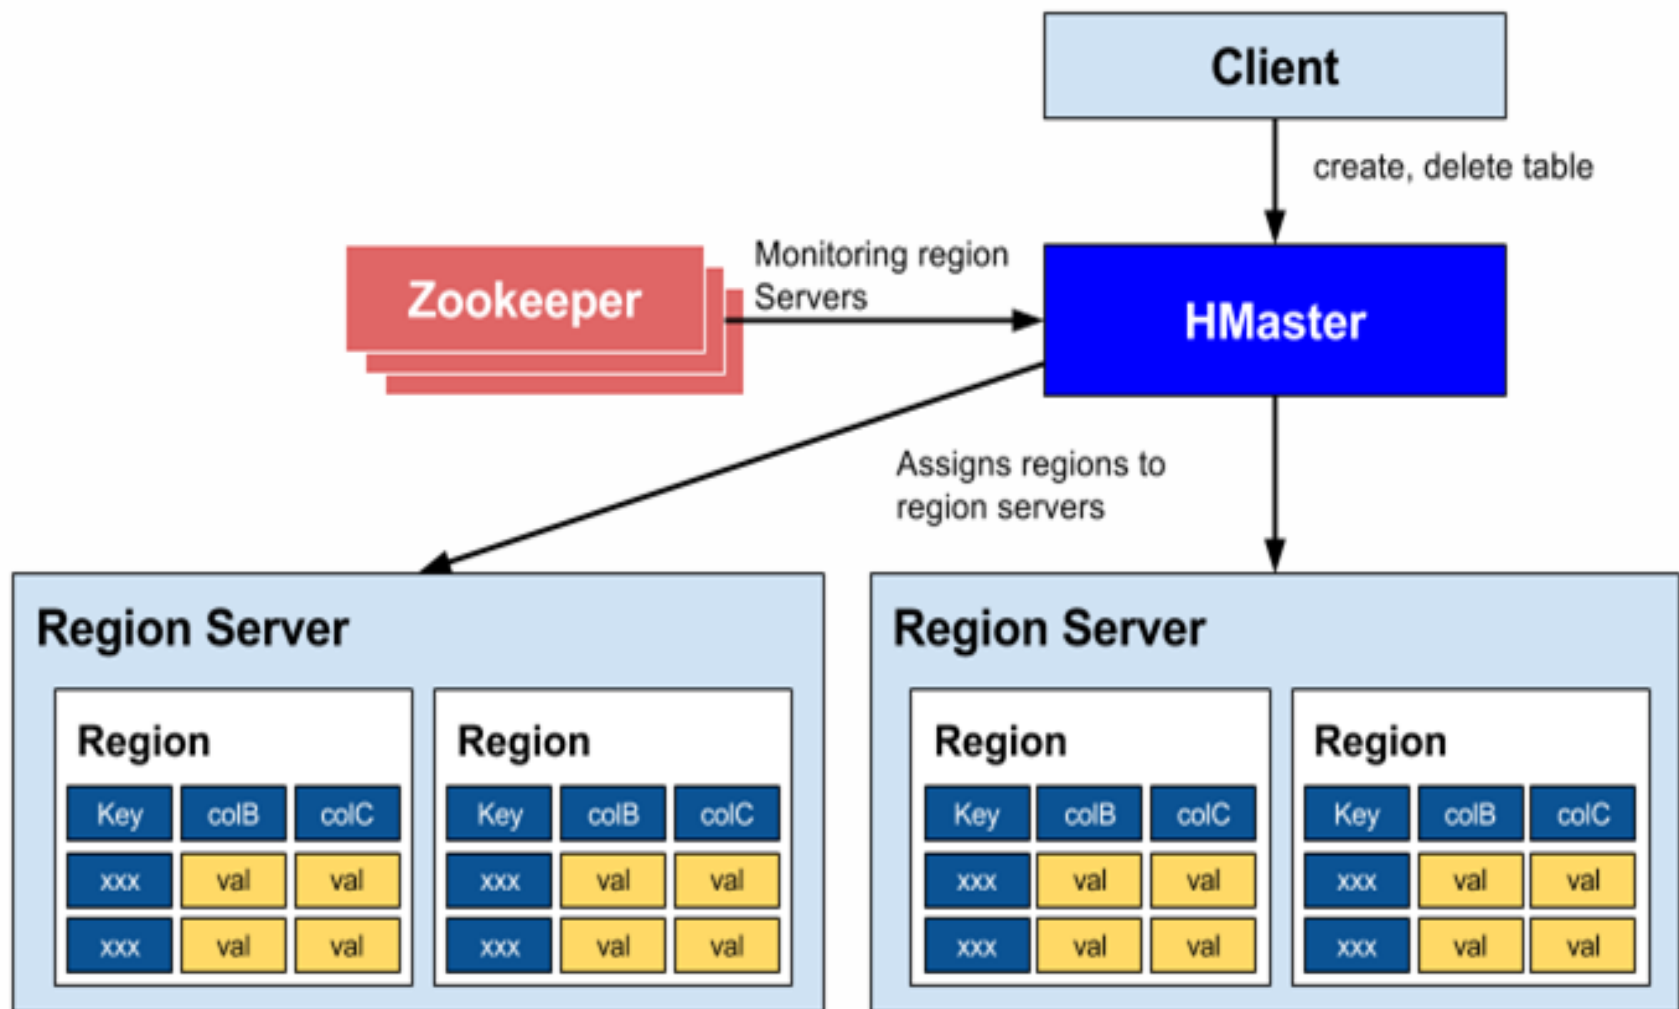 Client
create, delete table
Zookeeper
Monitoring region
Servers
HMaster
Assigns regions to
region servers
Region Server
Region
Key colB colC
xxx val val
xxx val val
Region
Key colB colC
xxx val val
xxx val val
Region Server
Region
Key colB colC
xxx val val
xxx val val
Region
Key colB colC
xxx val val
xxx val val